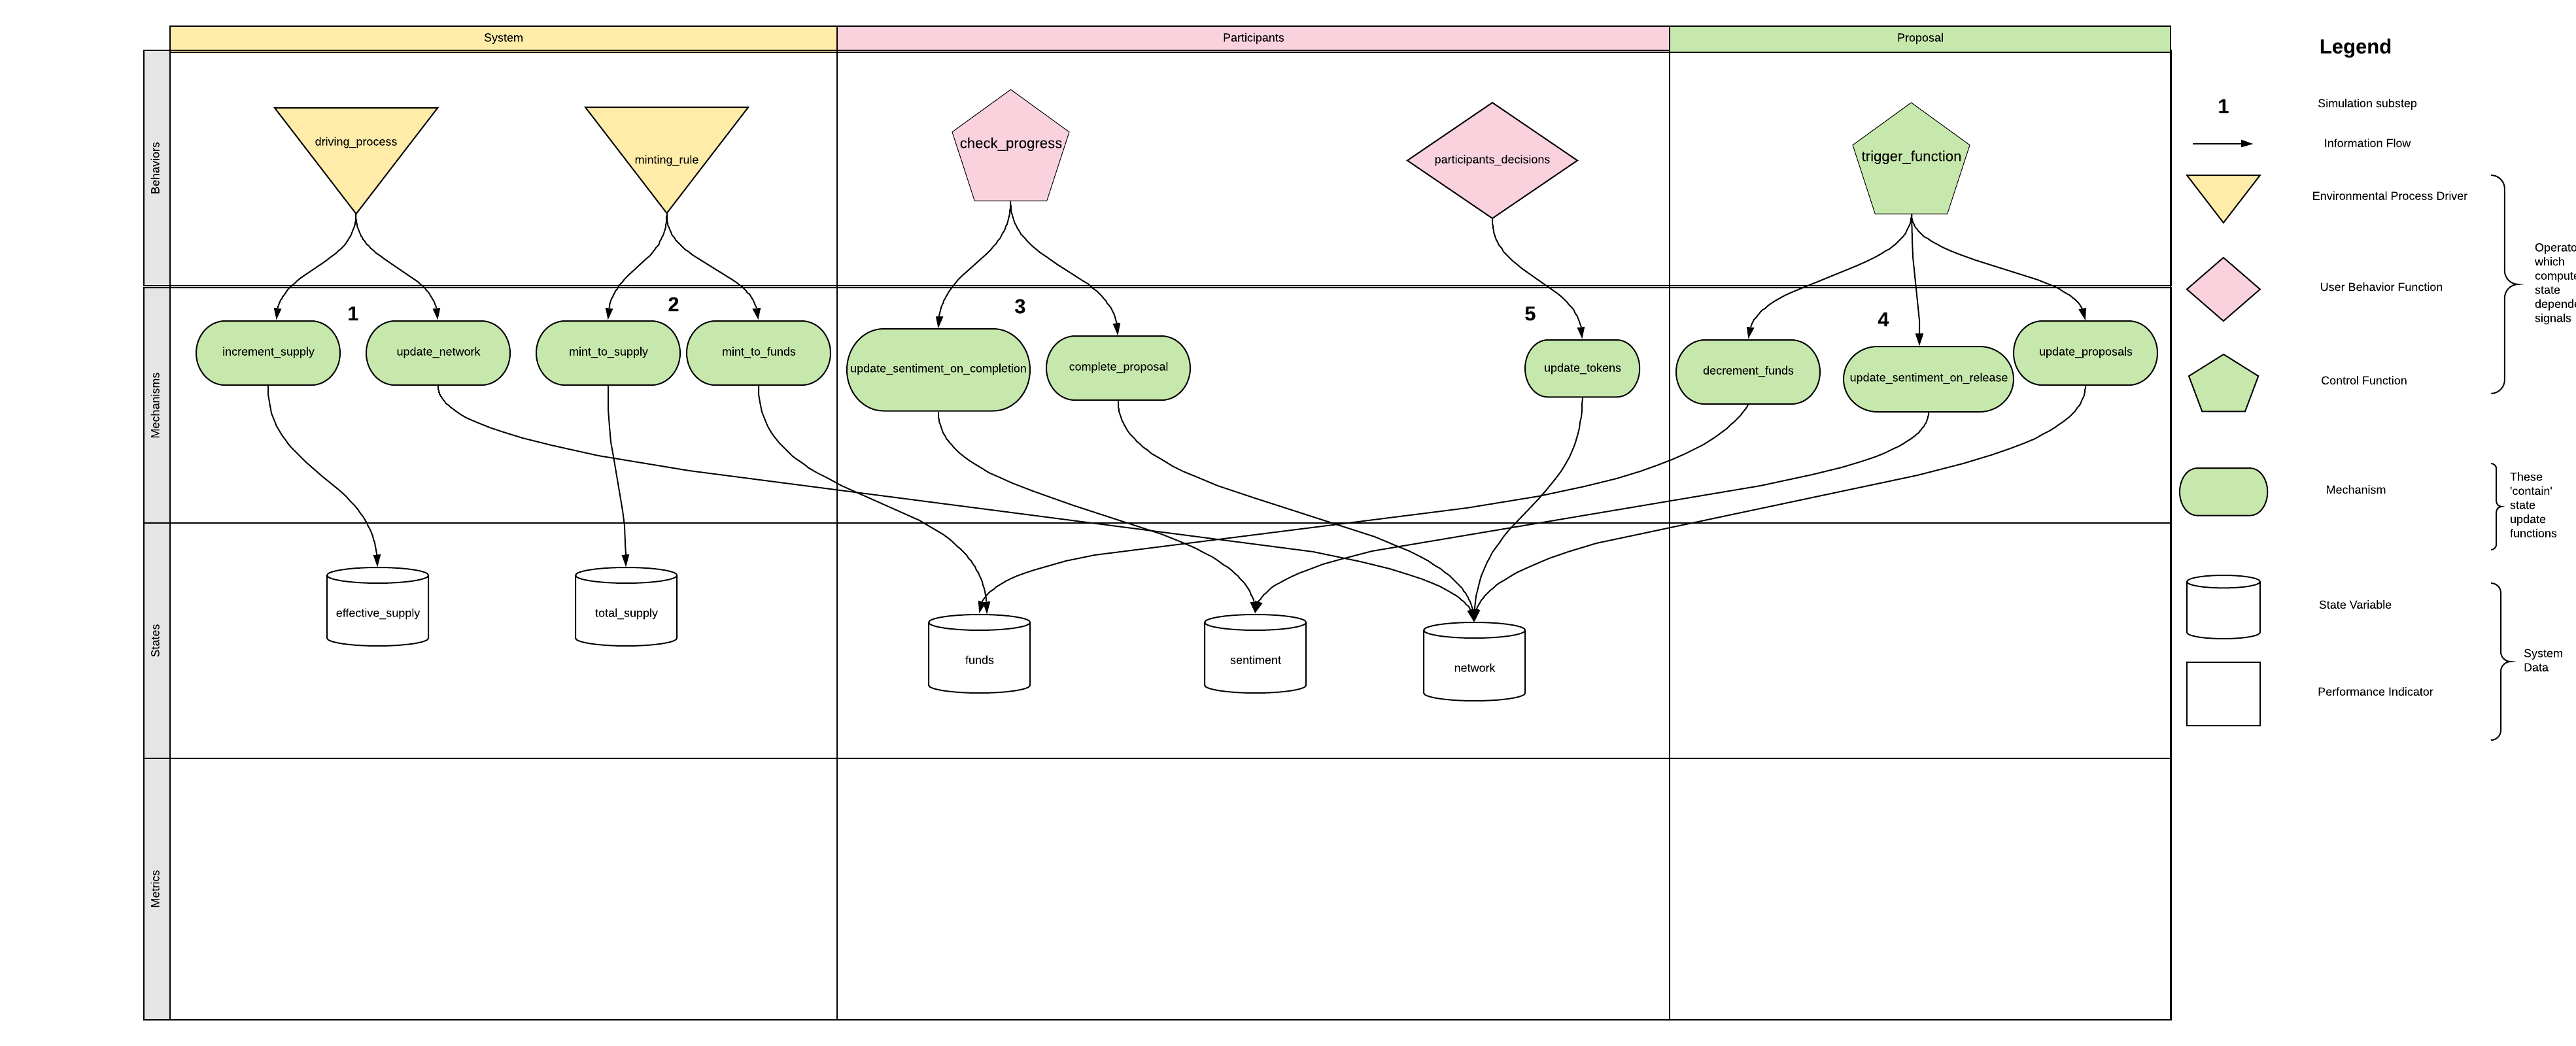 System
Participants
Proposal
Legend
Behaviors
driving_process
minting_rule
check_progress
participants_decisions
trigger_function
Mechanisms
1
2
3
5
4
increment_supply
update_network
mint_to_supply
mint_to_funds
update_sentiment_on_completion
complete_proposal
update_tokens
decrement_funds
update_sentiment_on_release
update_proposals
States
effective_supply
total_supply
funds
sentiment
network
Metrics
1
Simulation substep
Information Flow
Environmental Process Driver
User Behavior Function
Control Function
which
state
signals
Mechanism
These
'contain'
state
update
functions
State Variable
Performance Indicator
System
Data